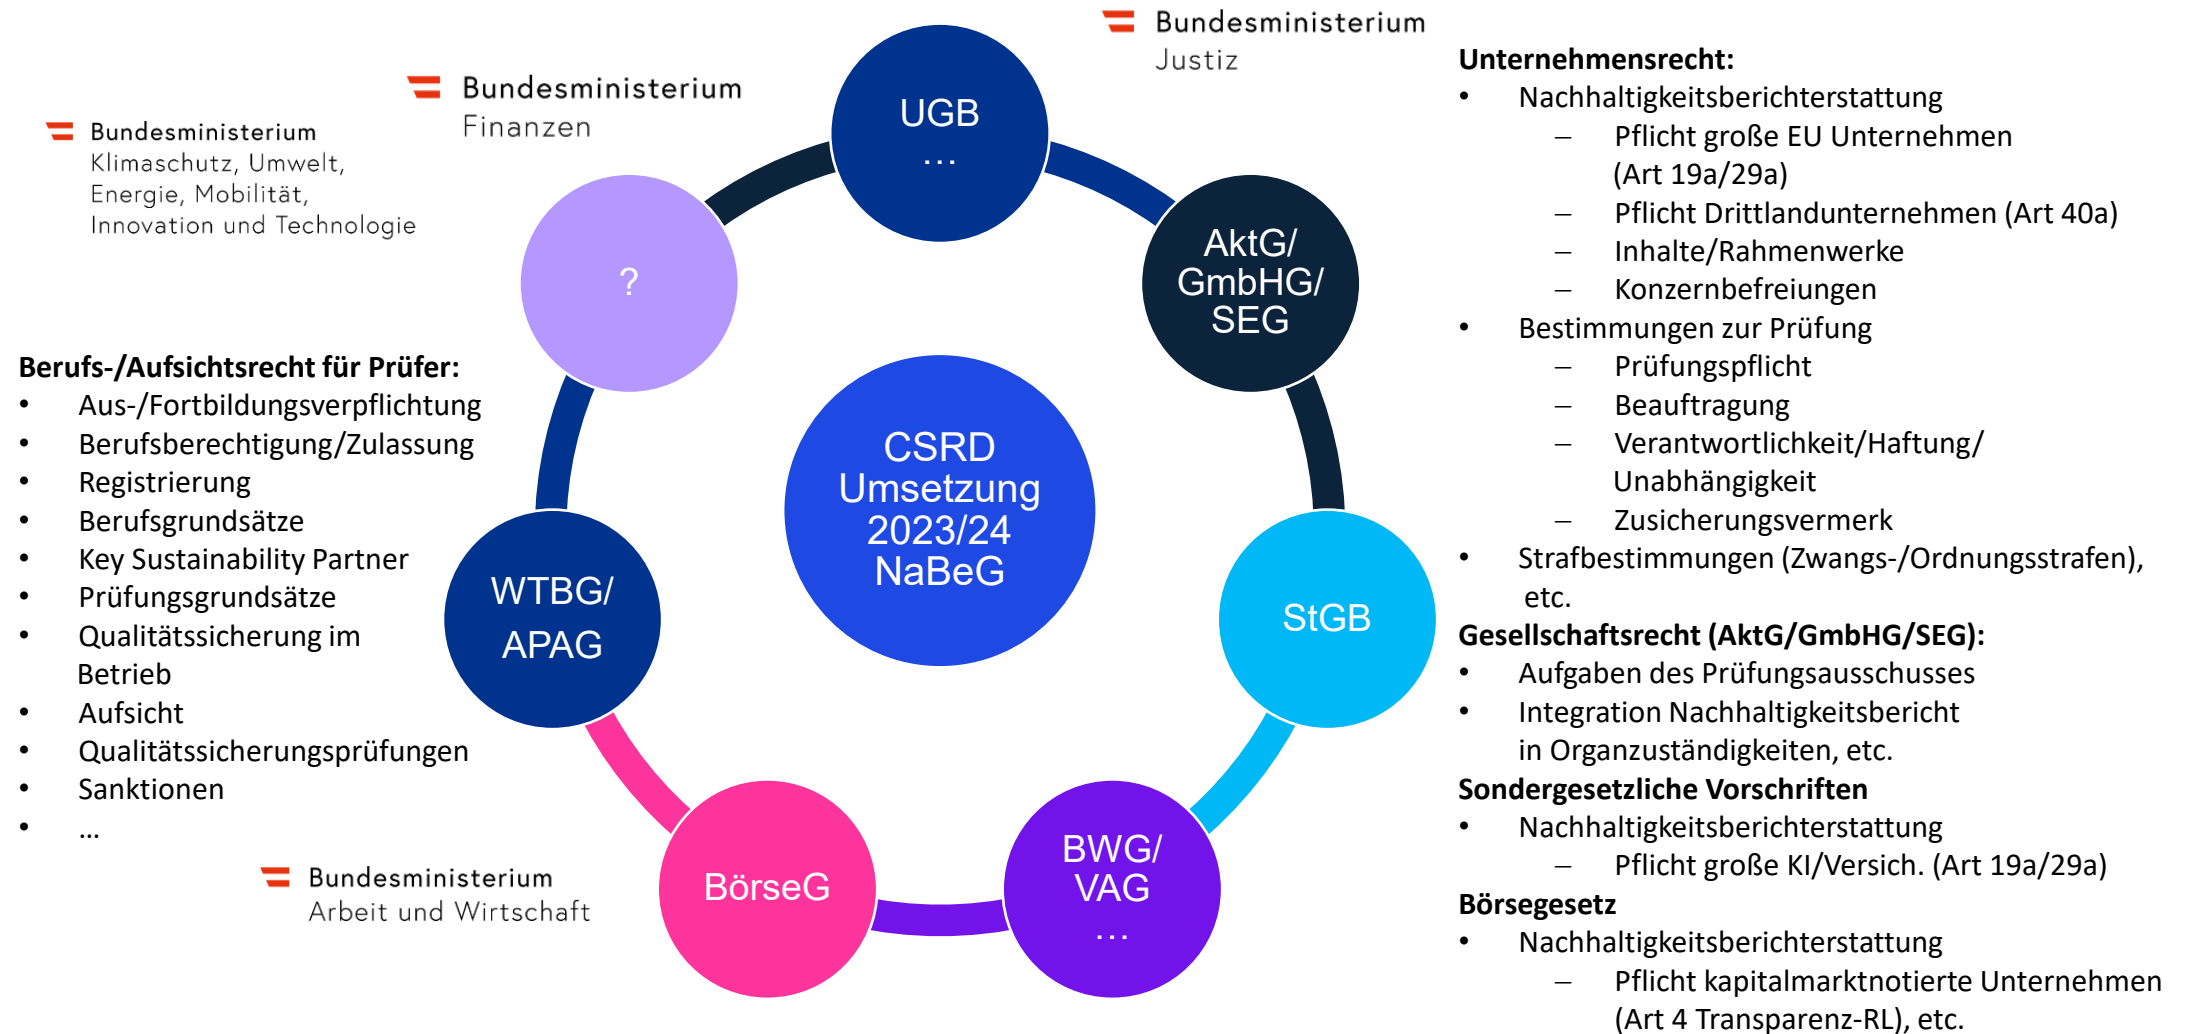 Bundesministerium
Justiz
Bundesministerium
Finanzen
Bundesministerium
Klimaschutz, Umwelt,
Energie, Mobilität,
Innovation und Technologie
UGB
...
AktG/
GmbHG/
SEG
StGB
BWG/
VAG
...
BörseG
WTBG/
APAG
?
CSRD
Umsetzung
2023/24
NaBeG
Berufs-/Aufsichtsrecht für Prüfer:
• Aus-/Fortbildungsverpflichtung
• Berufsberechtigung/Zulassung
• Registrierung
• Berufsgrundsätze
• Key Sustainability Partner
• Prüfungsgrundsätze
• Qualitätssicherung im
Betrieb
• Aufsicht
• Qualitätssicherungsprüfungen
• Sanktionen
• ...
Bundesministerium
Arbeit und Wirtschaft
Unternehmensrecht:
• Nachhaltigkeitsberichterstattung
– Pflicht große EU Unternehmen
(Art 19a/29a)
– Pflicht Drittlandunternehmen (Art 40a)
– Inhalte/Rahmenwerke
– Konzernbefreiungen
• Bestimmungen zur Prüfung
– Prüfungspflicht
– Beauftragung
– Verantwortlichkeit/Haftung/
Unabhängigkeit
– Zusicherungsvermerk
• Strafbestimmungen (Zwangs-/Ordnungsstrafen),
etc.
Gesellschaftsrecht (AktG/GmbHG/SEG):
• Aufgaben des Prüfungsausschusses
• Integration Nachhaltigkeitsbericht
in Organzuständigkeiten, etc.
Sondergesetzliche Vorschriften
• Nachhaltigkeitsberichterstattung
– Pflicht große KI/Versich. (Art 19a/29a)
Börsegesetz
• Nachhaltigkeitsberichterstattung
– Pflicht kapitalmarktnotierte Unternehmen
(Art 4 Transparenz-RL), etc.